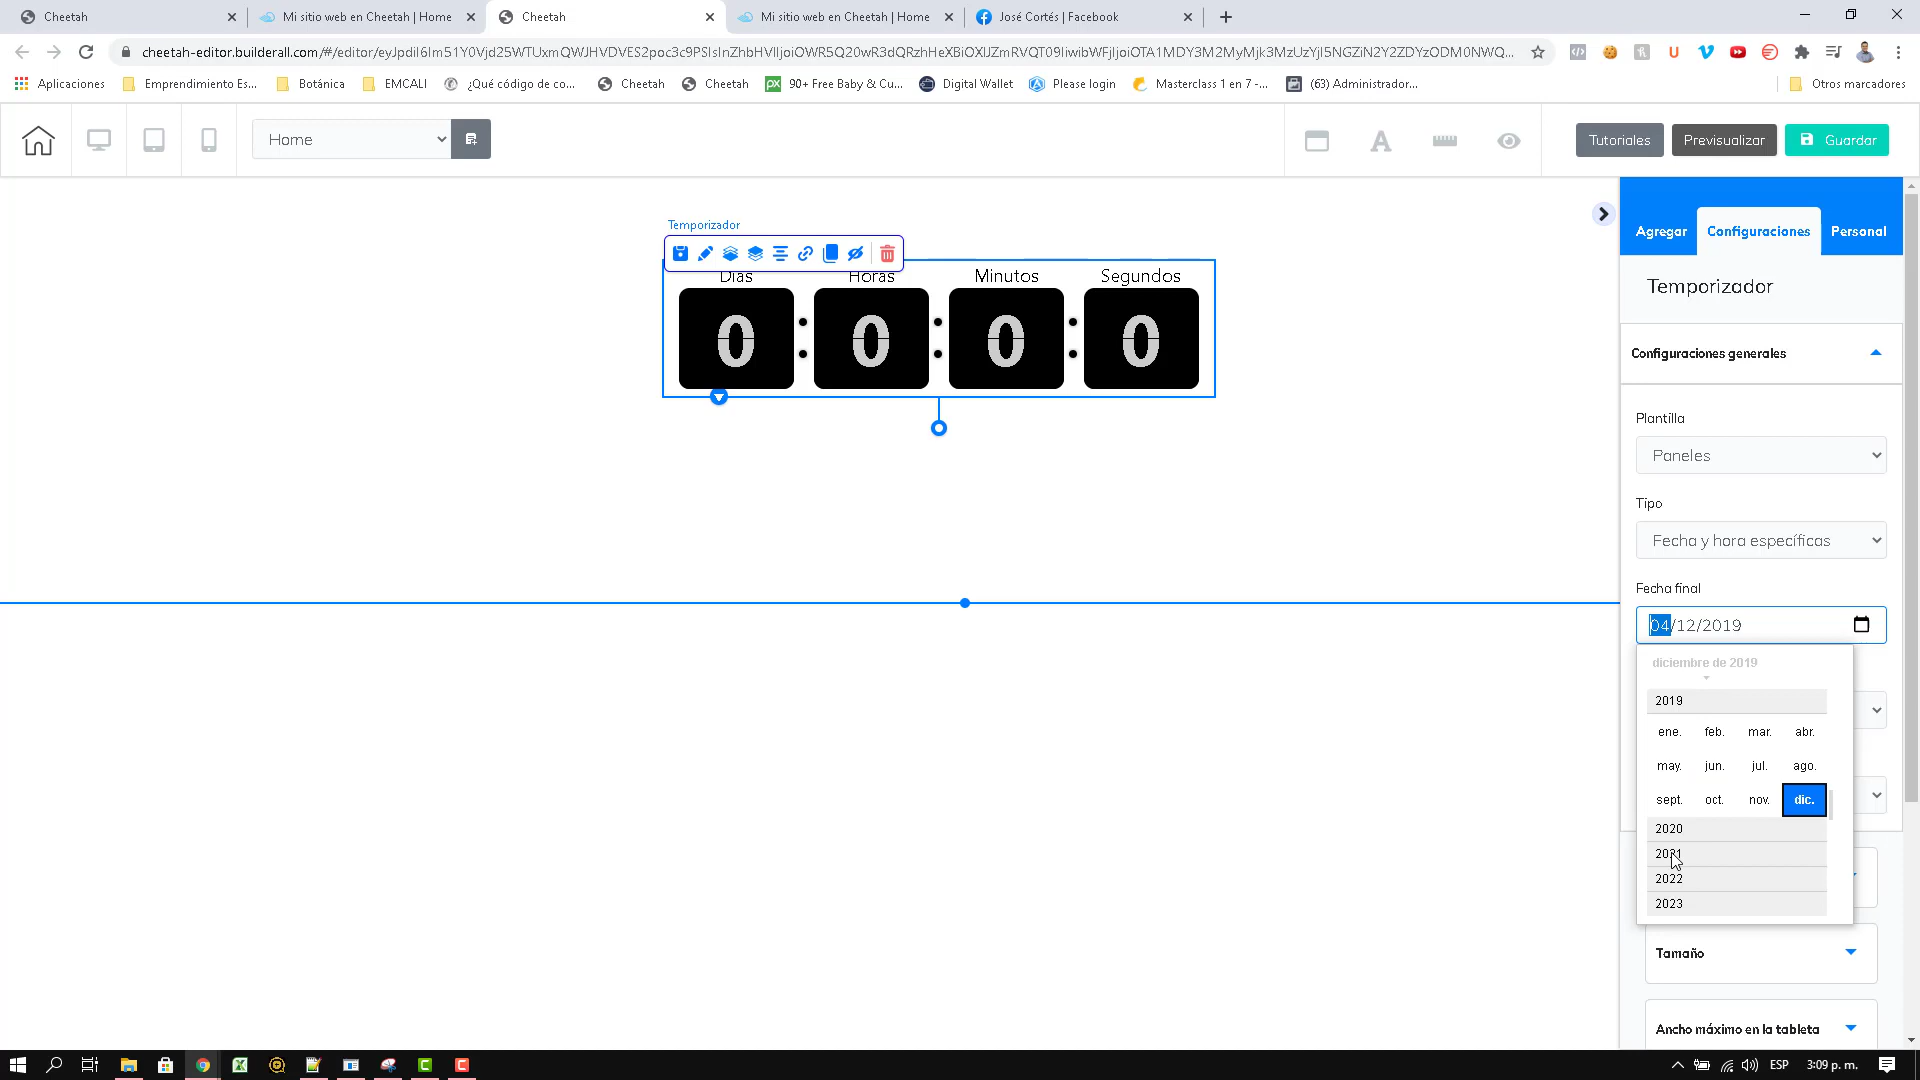 Cheetah
Mi sitio web en Cheetah | Home
Cheetah
Mi sitio web en Cheetah | Home
José Cortés | Facebook
cheetah-editor.builderall.com/#/editor/
Aplicaciones
Emprendimiento Es...
Botánica
EMCALI
¿Qué código de co...
Cheetah
Cheetah
90+ Free Baby & Cu...
Digital Wallet
Please login
Masterclass 1 en 7 -...
(63) Administrador...
Otros marcadores
Home
Tutoriales
Previsualizar
Guardar
Agregar
Configuraciones
Personal
Temporizador
Días
Horas
Minutos
Segundos
0 : 0 : 0 : 0
Temporizador
Configuraciones generales
Plantilla
Paneles
Tipo
Fecha y hora específicas
Fecha final
04/12/2019
diciembre de 2019
2019
ene. feb. mar. abr.
may. jun. jul. ago.
sept. oct. nov. dic.
2020
2021
2022
2023
Tamaño
Ancho máximo en la tableta
ESP
3:09 p. m.